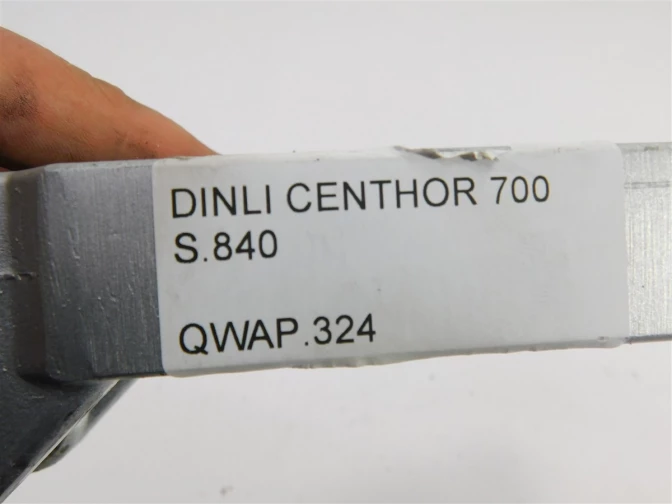 DINLI CENTHOR 700
S.840
QWAP.324